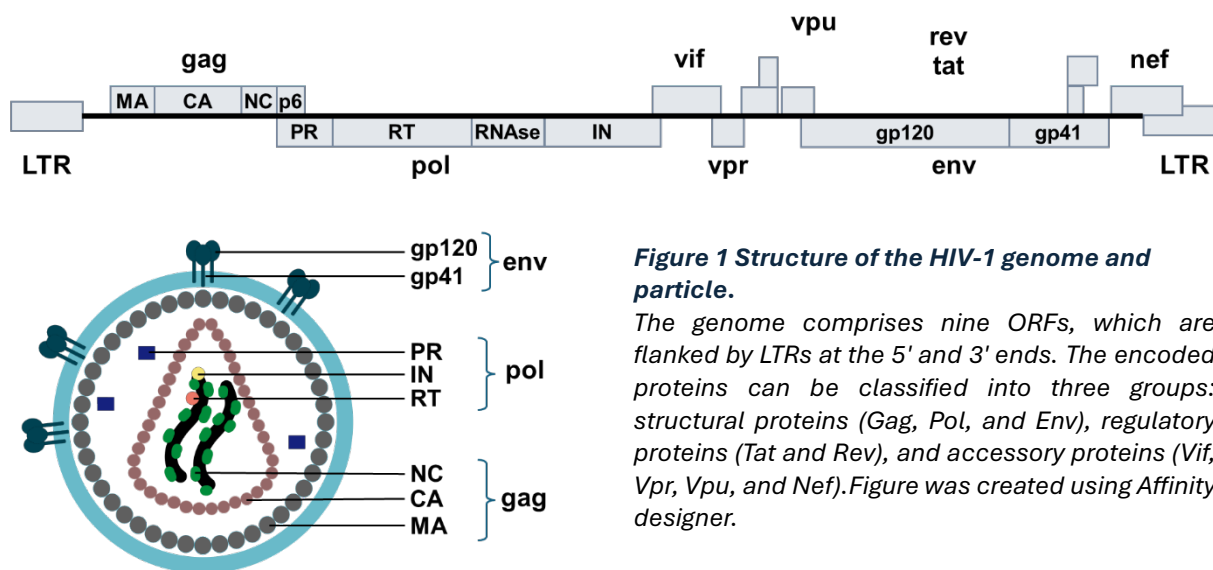 vpu
rev
gag
vif
tat
nef
MA CA NC p6
PR RT RNAse IN
gp120 gp41
LTR
pol
vpr
env
LTR
gp120
env
gp41
PR
IN
pol
RT
NC
CA
gag
MA
Figure 1 Structure of the HIV-1 genome and
particle.
The genome comprises nine ORFs, which are
flanked by LTRs at the 5' and 3' ends. The encoded
proteins can be classified into three groups:
structural proteins (Gag, Pol, and Env), regulatory
proteins (Tat and Rev), and accessory proteins (Vif,
Vpr, Vpu, and Nef).Figure was created using Affinity
designer.